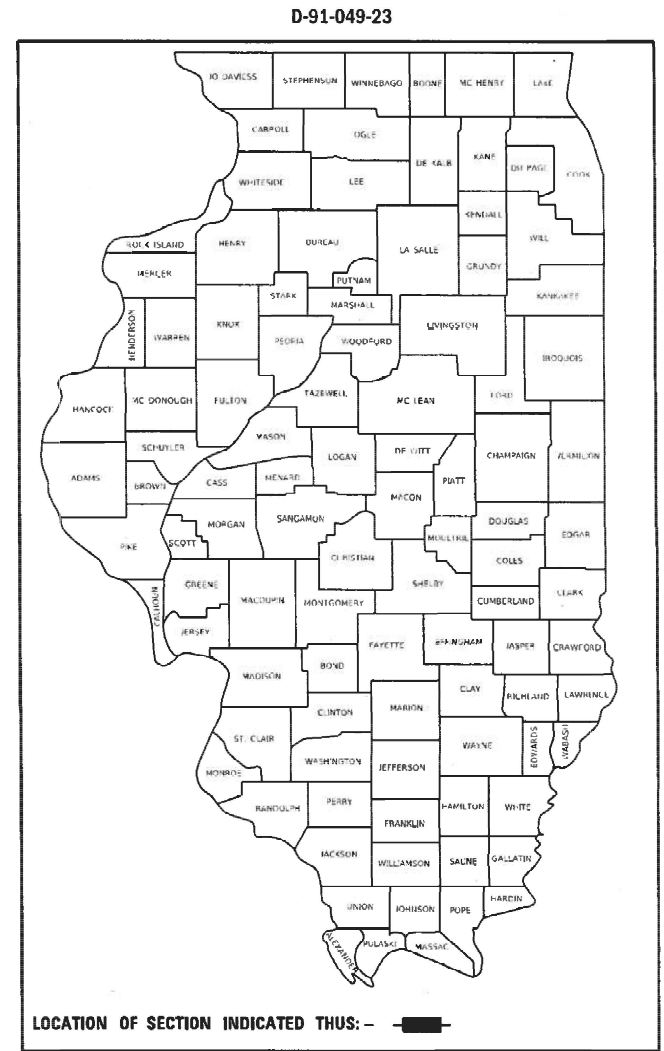 D-91-049-23
JO DAVIESS STEPHENSON WINNEBAGO BOONE MC HENRY LAKE
CARROLL OGLE
DE KALB KANE DU PAGE COOK
WHITESIDE LEE
KENDALL
ROCK ISLAND HENRY BUREAU LA SALLE WILL
GRUNDY
MERCER PUTNAM
STARK MARSHALL KANKAKEE
HENDERSON WARREN KNOX PEORIA WOODFORD LIVINGSTON
IROQUOIS
HANCOCK MC DONOUGH FULTON TAZEWELL MC LEAN FORD
MASON
SCHUYLER LOGAN DE WITT CHAMPAIGN VERMILION
ADAMS BROWN CASS MENARD PIATT
MACON
PIKE SCOTT MORGAN SANGAMON DOUGLAS
MOULTRIE EDGAR
CHRISTIAN COLES
CALHOUN GREENE MACOUPIN MONTGOMERY SHELBY CUMBERLAND CLARK
JERSEY FAYETTE EFFINGHAM JASPER CRAWFORD
MADISON BOND
CLAY RICHLAND LAWRENCE
CLINTON MARION
ST. CLAIR WAYNE EDWARDS WABASH
MONROE WASHINGTON JEFFERSON
RANDOLPH PERRY HAMILTON WHITE
FRANKLIN
JACKSON WILLIAMSON SALINE GALLATIN
UNION JOHNSON POPE HARDIN
ALEXANDER PULASKI MASSAC
LOCATION OF SECTION INDICATED THUS: –